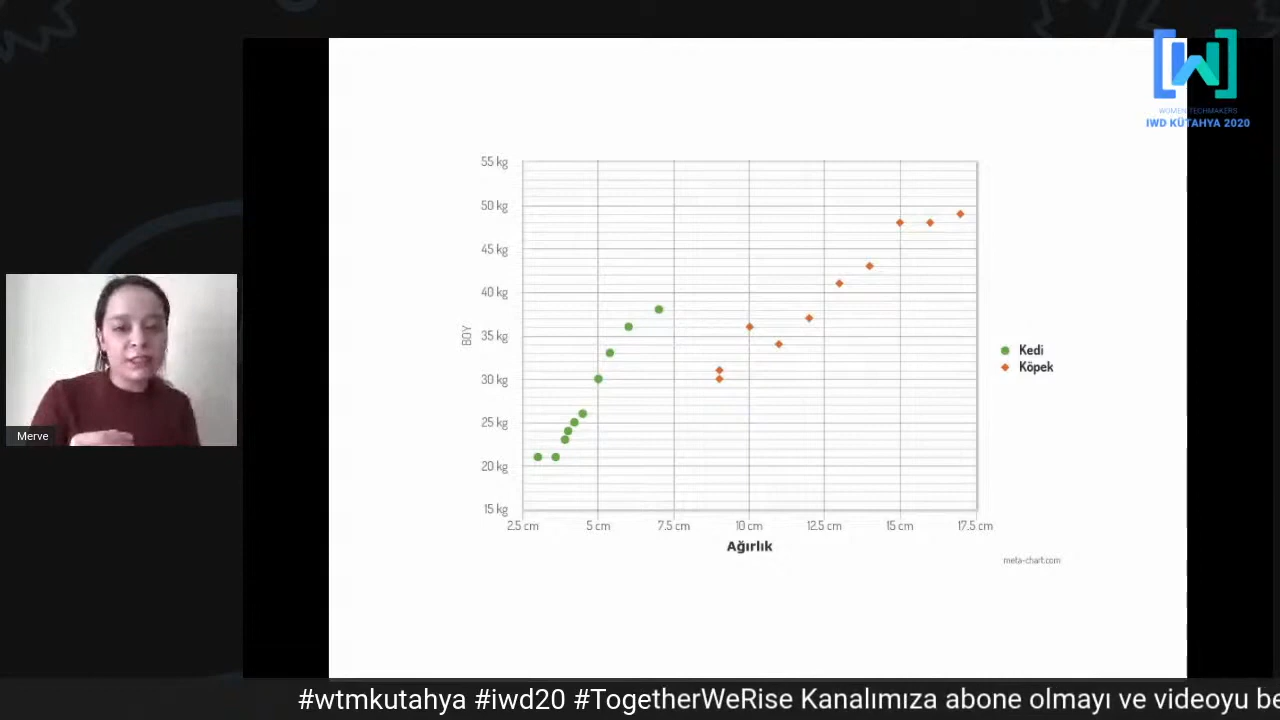 WOMEN TECHMAKERS
IWD KÜTAHYA 2020
55 kg
50 kg
45 kg
40 kg
35 kg
30 kg
25 kg
20 kg
15 kg
BOY
2.5 cm
5 cm
7.5 cm
10 cm
12.5 cm
15 cm
17.5 cm
Ağırlık
Kedi
Köpek
meta-chart.com
Merve
#wtmkutahya #iwd20 #TogetherWeRise Kanalımıza abone olmayı ve videoyu be